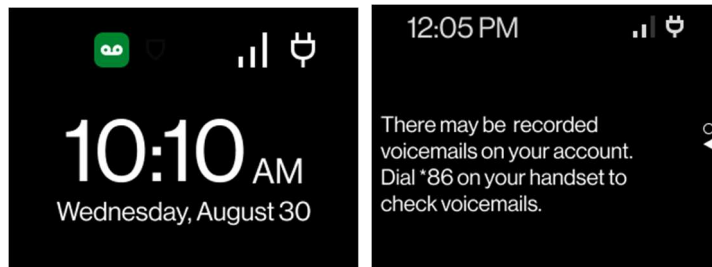 10:10 AM
Wednesday, August 30
12:05 PM
There may be recorded
voicemails on your account.
Dial *86 on your handset to
check voicemails.